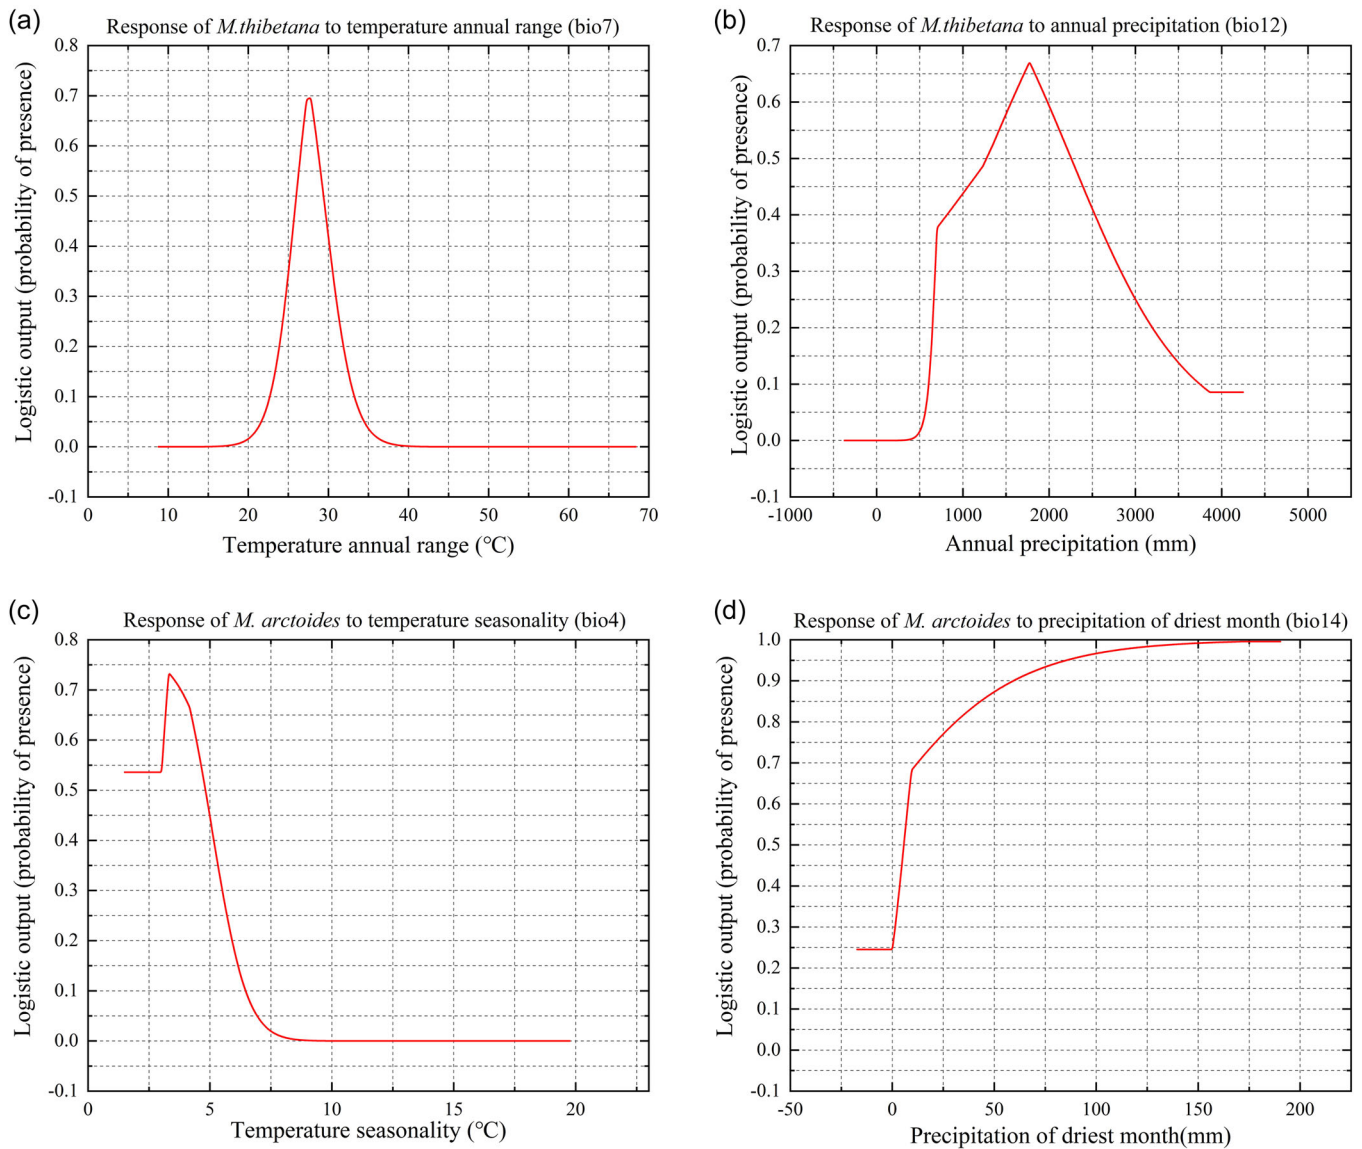 (a)
Response of M.thibetana to temperature annual range (bio7)
Logistic output (probability of presence)
0.8
0.7
0.6
0.5
0.4
0.3
0.2
0.1
0.0
-0.1
0 10 20 30 40 50 60 70
Temperature annual range (℃)
(b)
Response of M.thibetana to annual precipitation (bio12)
Logistic output (probability of presence)
0.7
0.6
0.5
0.4
0.3
0.2
0.1
0.0
-0.1
-1000 0 1000 2000 3000 4000 5000
Annual precipitation (mm)
(c)
Response of M. arctoides to temperature seasonality (bio4)
Logistic output (probability of presence)
0.8
0.7
0.6
0.5
0.4
0.3
0.2
0.1
0.0
-0.1
0 5 10 15 20
Temperature seasonality (℃)
(d)
Response of M. arctoides to precipitation of driest month (bio14)
Logistic output (probability of presence)
1.0
0.9
0.8
0.7
0.6
0.5
0.4
0.3
0.2
0.1
0.0
-0.1
-50 0 50 100 150 200
Precipitation of driest month(mm)